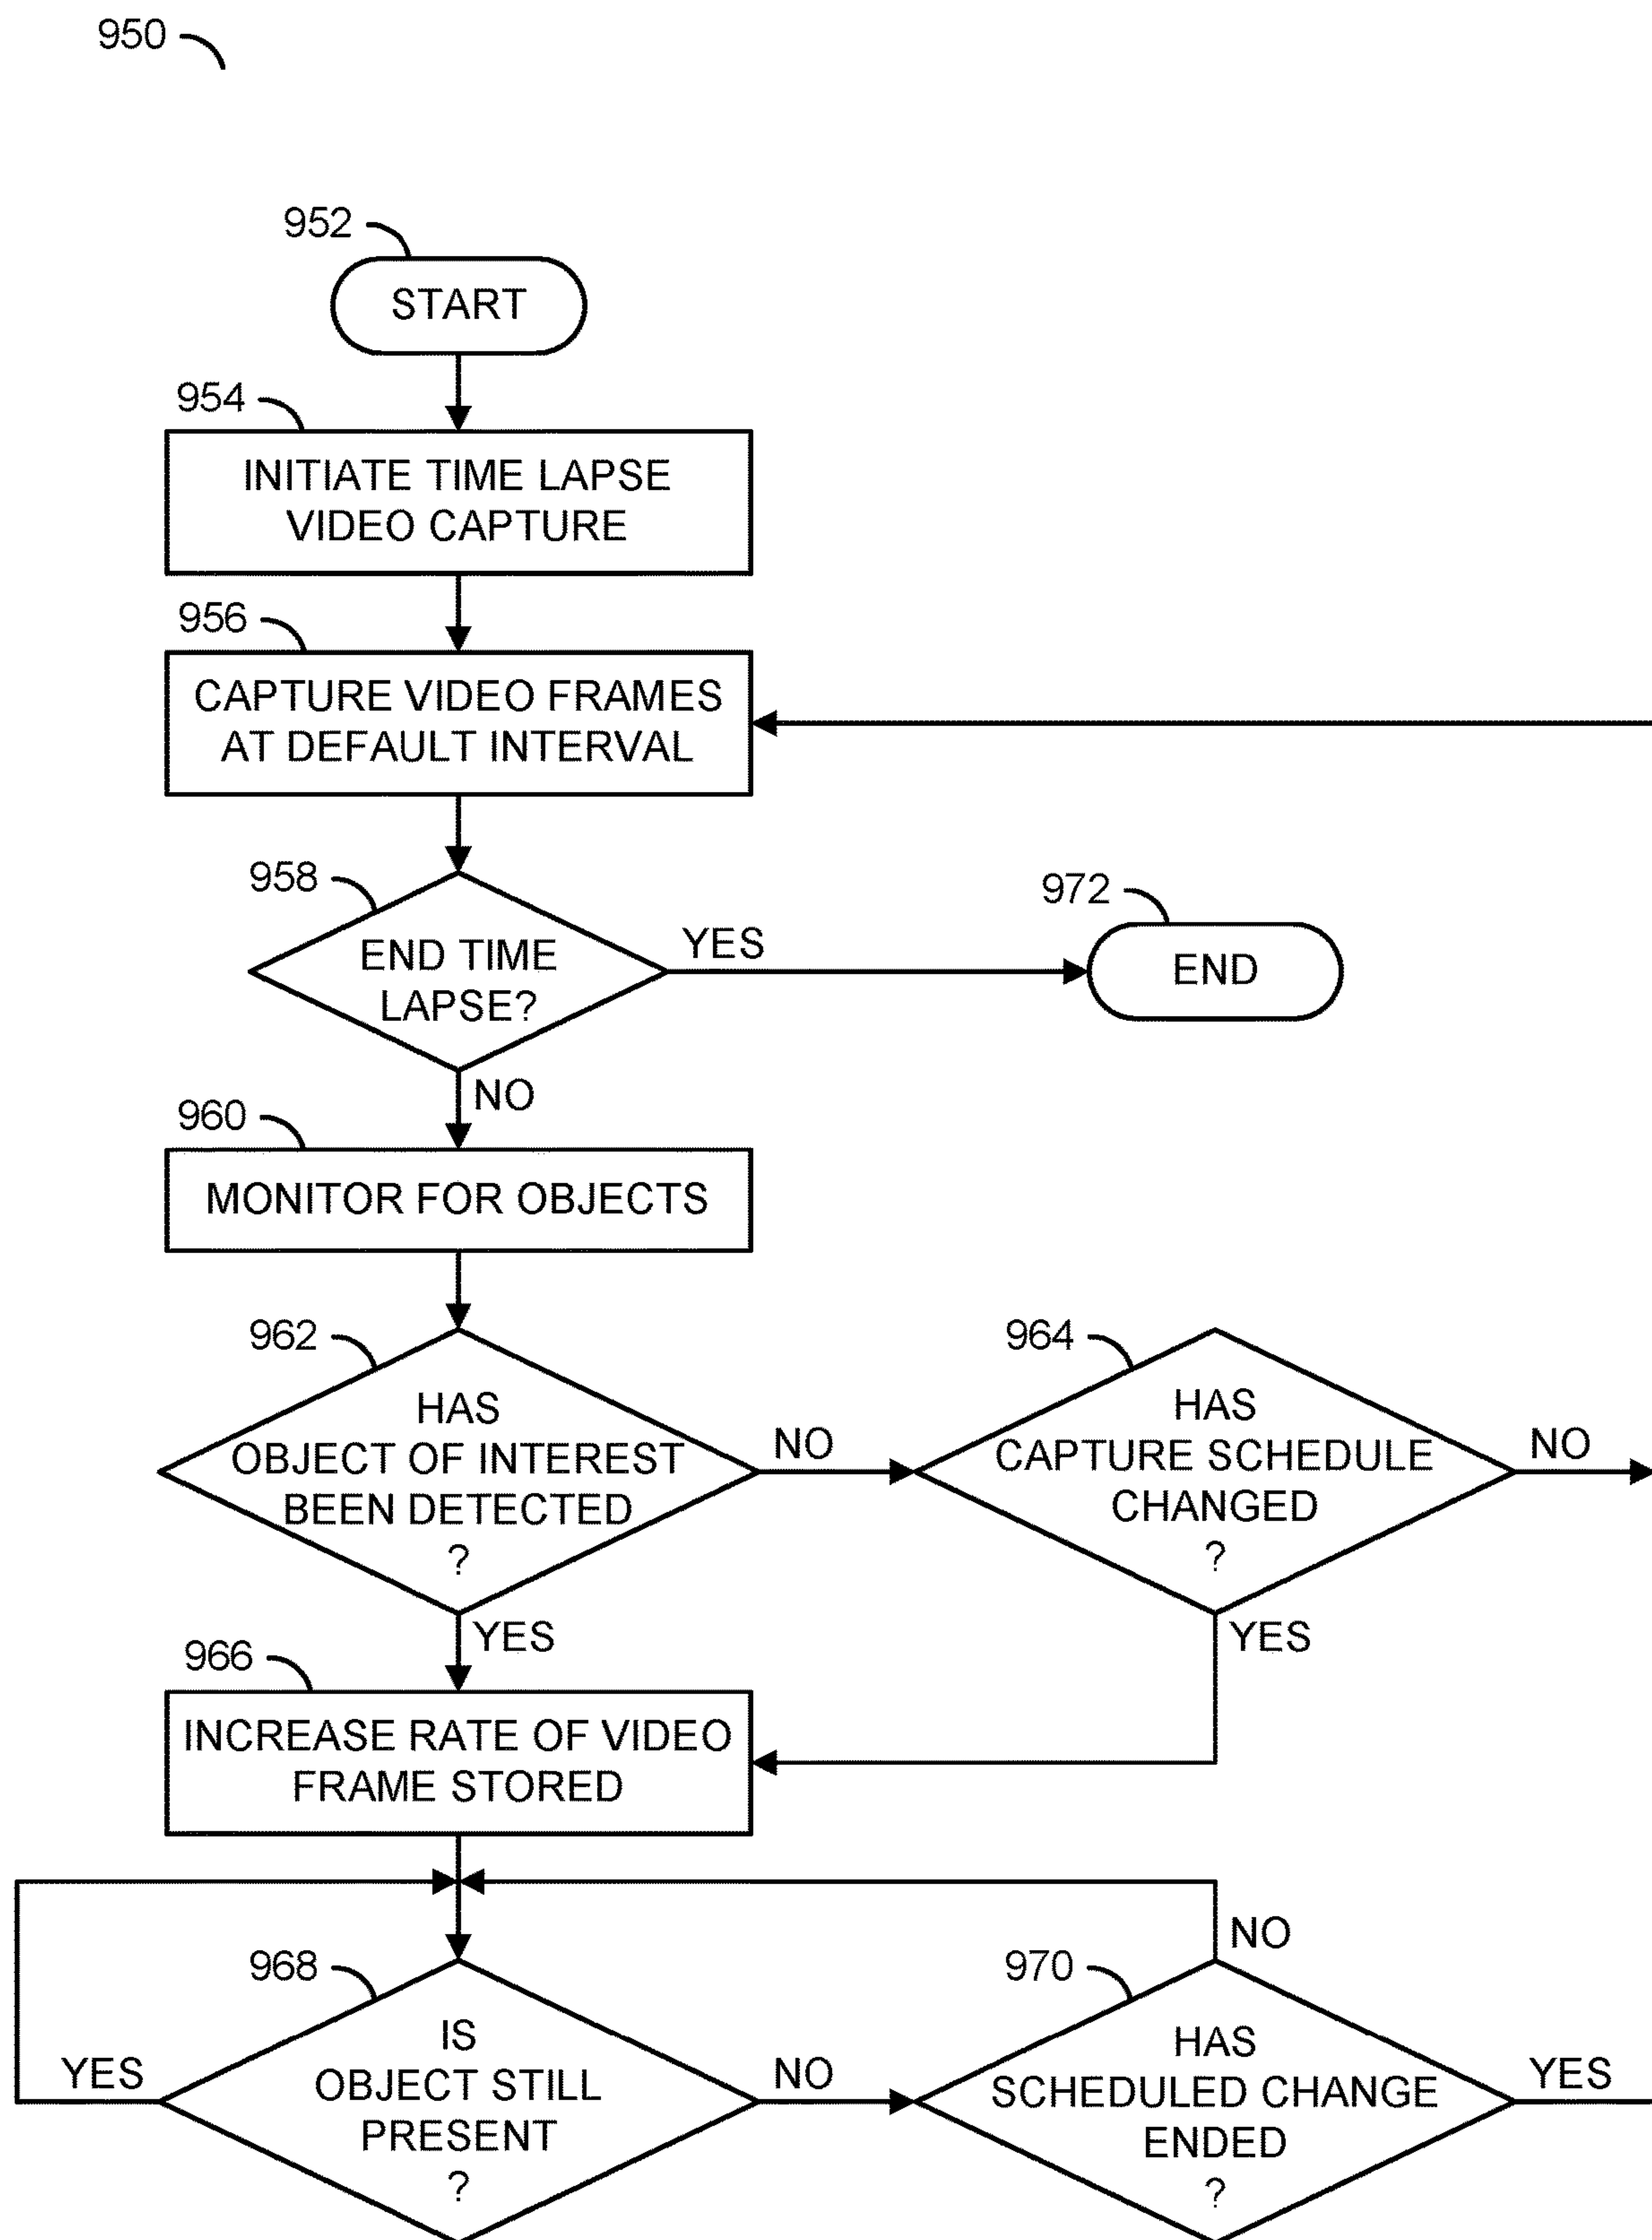 950
952
START
954
INITIATE TIME LAPSE
VIDEO CAPTURE
956
CAPTURE VIDEO FRAMES
AT DEFAULT INTERVAL
958
END TIME
LAPSE?
YES
972
END
NO
960
MONITOR FOR OBJECTS
962
HAS
OBJECT OF INTEREST
BEEN DETECTED
?
NO
964
HAS
CAPTURE SCHEDULE
CHANGED
?
NO
YES
YES
966
INCREASE RATE OF VIDEO
FRAME STORED
968
IS
OBJECT STILL
PRESENT
?
YES
NO
970
HAS
SCHEDULED CHANGE
ENDED
?
NO
YES